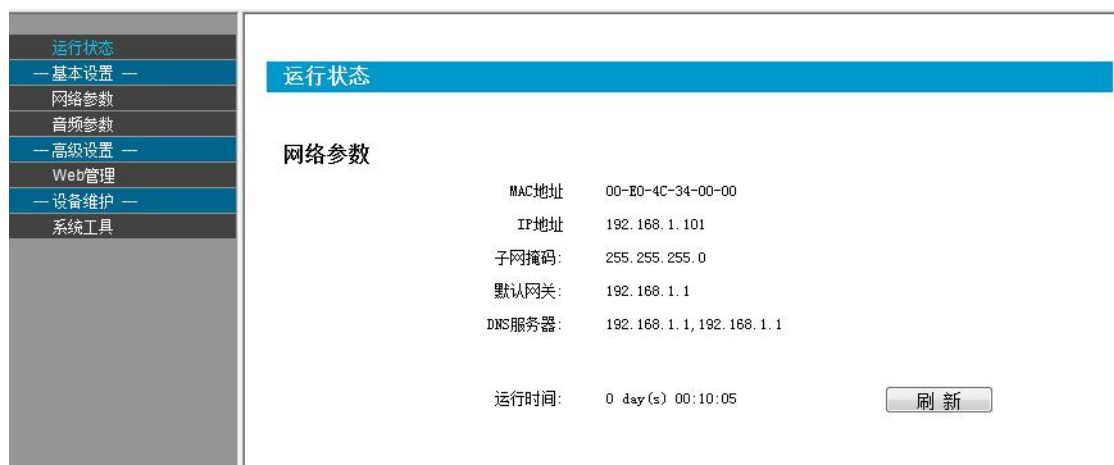 运行状态
--- 基本设置 ---
网络参数
音频参数
--- 高级设置 ---
Web管理
--- 设备维护 ---
系统工具
运行状态
网络参数
MAC地址 00-E0-4C-34-00-00
IP地址 192.168.1.101
子网掩码: 255.255.255.0
默认网关: 192.168.1.1
DNS服务器: 192.168.1.1,192.168.1.1
运行时间: 0 day(s) 00:10:05 刷 新